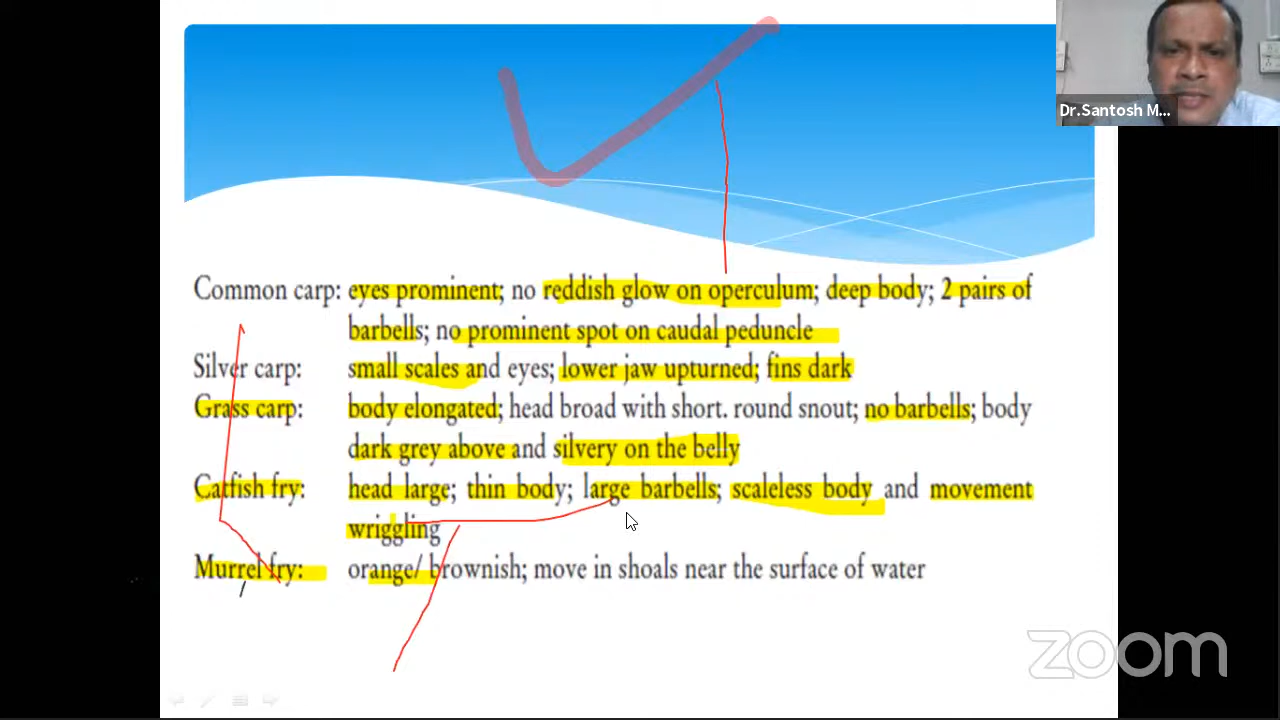 Dr.Santosh M...
Common carp: eyes prominent; no reddish glow on operculum; deep body; 2 pairs of
barbells; no prominent spot on caudal peduncle
Silver carp: small scales and eyes; lower jaw upturned; fins dark
Grass carp: body elongated; head broad with short. round snout; no barbells; body
dark grey above and silvery on the belly
Catfish fry: head large; thin body; large barbells; scaleless body and movement
wriggling
Murrel fry: orange/ brownish; move in shoals near the surface of water
zoom